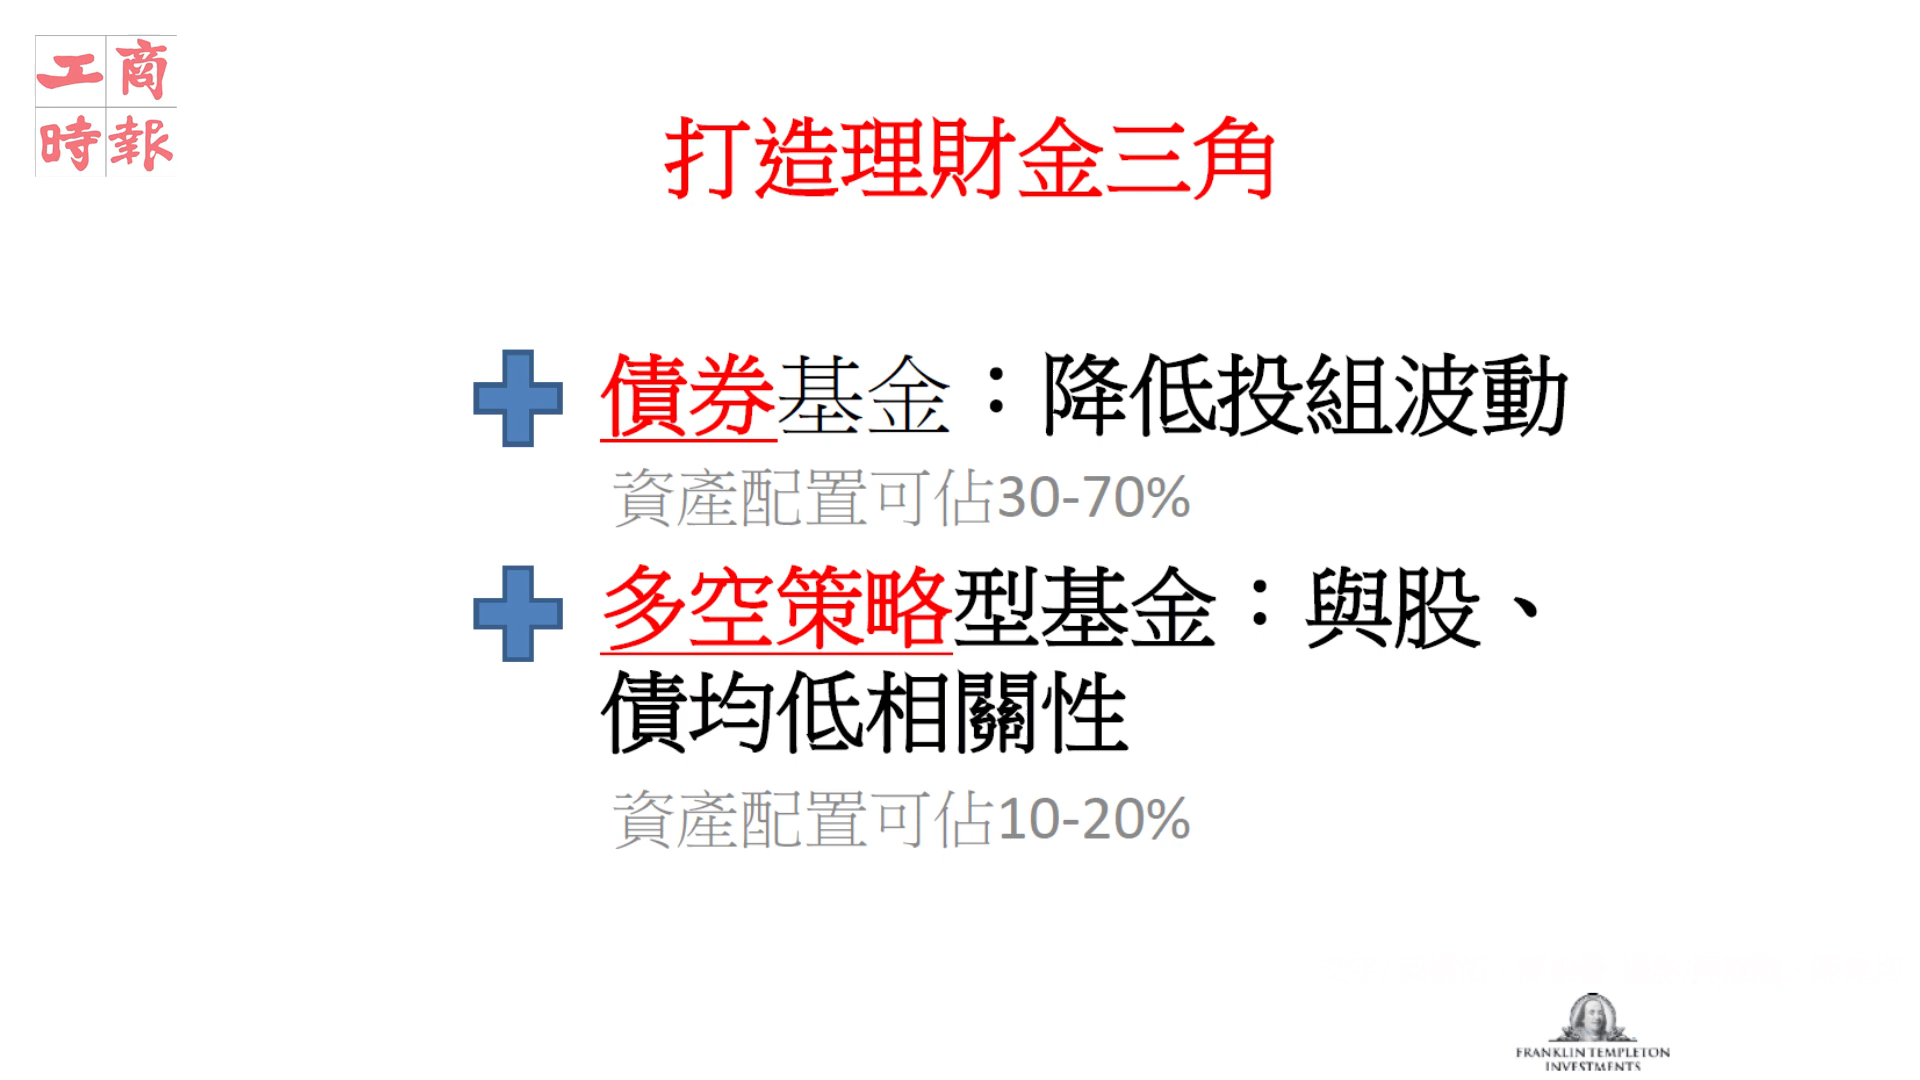 工商
時報
打造理財金三角
債券基金：降低投組波動
資產配置可佔30-70%
多空策略型基金：與股、
債均低相關性
資產配置可佔10-20%
FRANKLIN TEMPLETON
INVESTMENTS